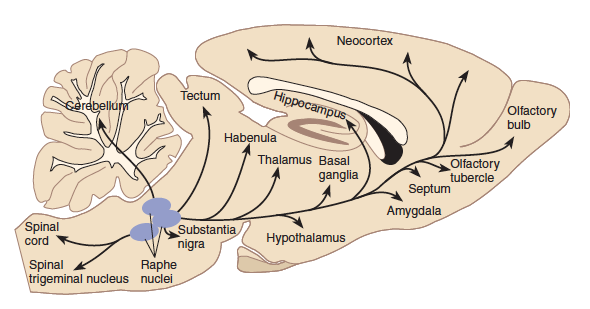 Neocortex
Cerebellum
Tectum
Hippocampus
Olfactory
bulb
Habenula
Thalamus
Basal
ganglia
Olfactory
tubercle
Septum
Amygdala
Spinal
cord
Substantia
nigra
Hypothalamus
Spinal
trigeminal nucleus
Raphe
nuclei